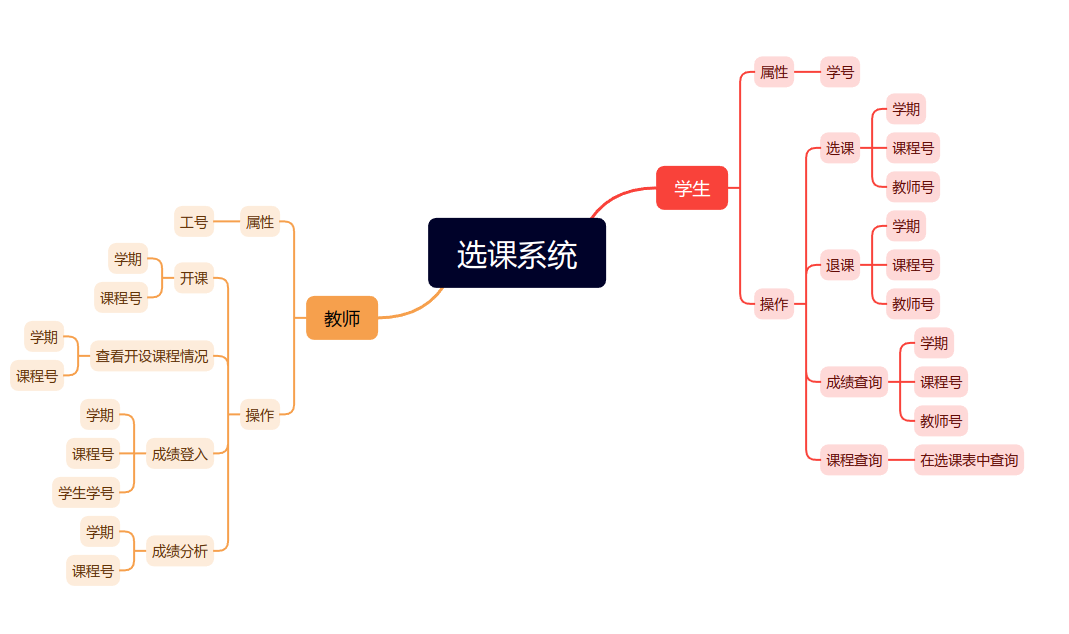 选课系统
学生
属性
学号
操作
选课
学期
课程号
教师号
退课
学期
课程号
教师号
成绩查询
学期
课程号
教师号
课程查询
在选课表中查询
教师
属性
工号
操作
开课
学期
课程号
查看开设课程情况
学期
课程号
成绩登入
学期
课程号
学生学号
成绩分析
学期
课程号